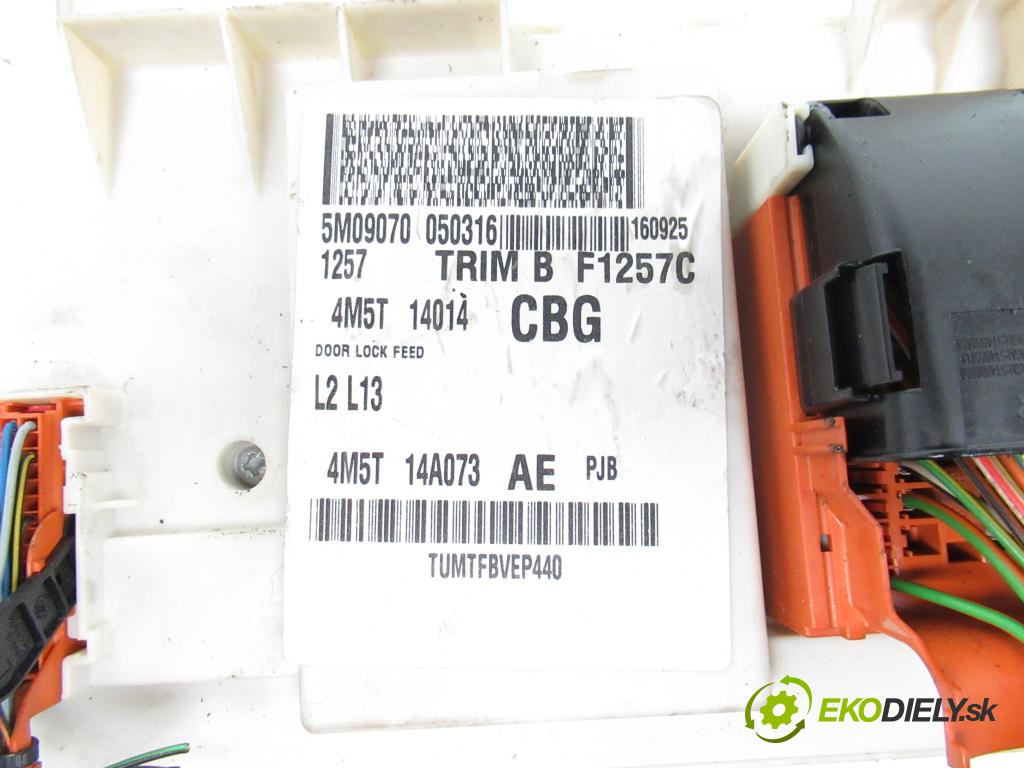 5M09070 050316 160925
1257 TRIM B F1257C
4M5T 14014 CBG
DOOR LOCK FEED
L2 L13
4M5T 14A073 AE PJB
TUMTFBVEP440
EKODIELY.sk